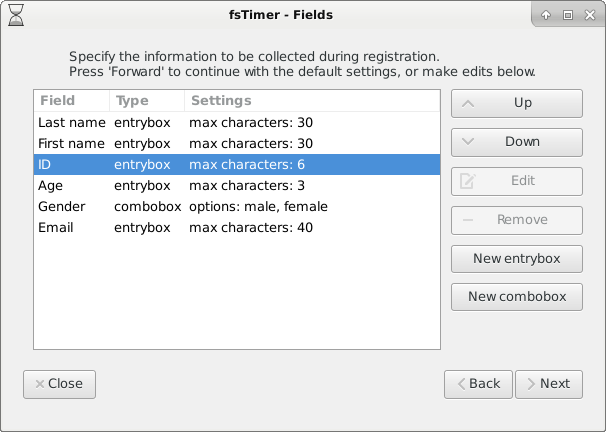 fsTimer - Fields
Specify the information to be collected during registration.
Press 'Forward' to continue with the default settings, or make edits below.
Field Type Settings
Last name entrybox max characters: 30
First name entrybox max characters: 30
ID entrybox max characters: 6
Age entrybox max characters: 3
Gender combobox options: male, female
Email entrybox max characters: 40
Up
Down
Edit
Remove
New entrybox
New combobox
Close
Back
Next